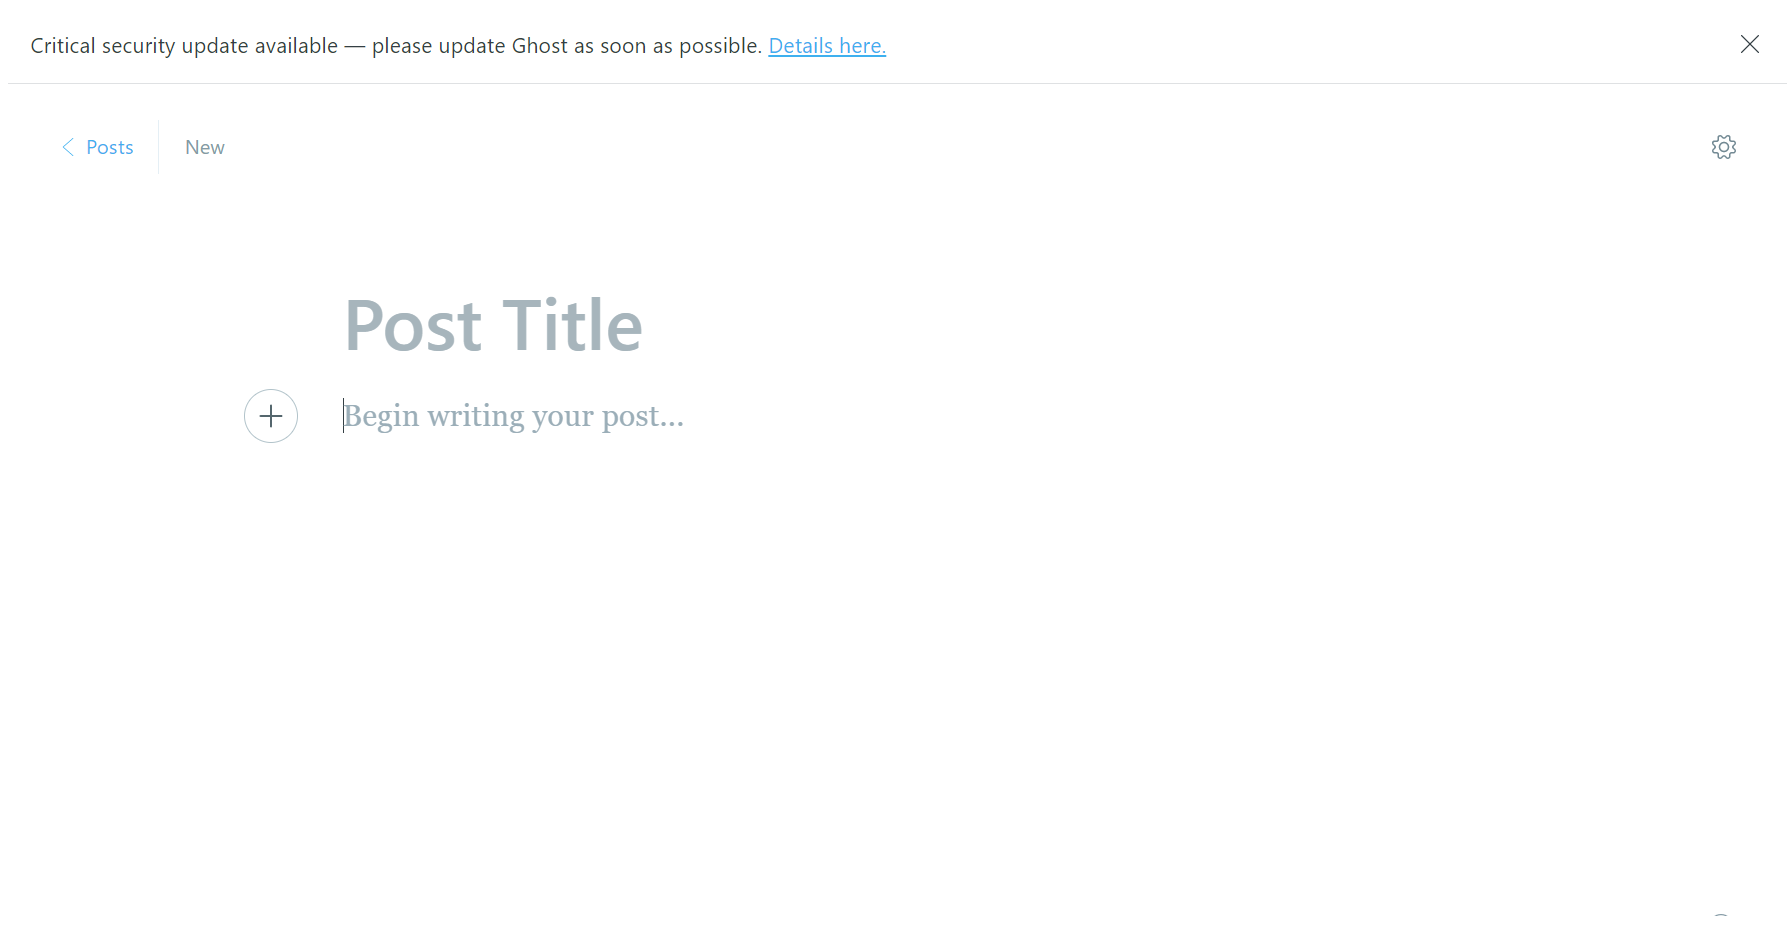 Critical security update available — please update Ghost as soon as possible. Details here.
Posts
New
Post Title
Begin writing your post...